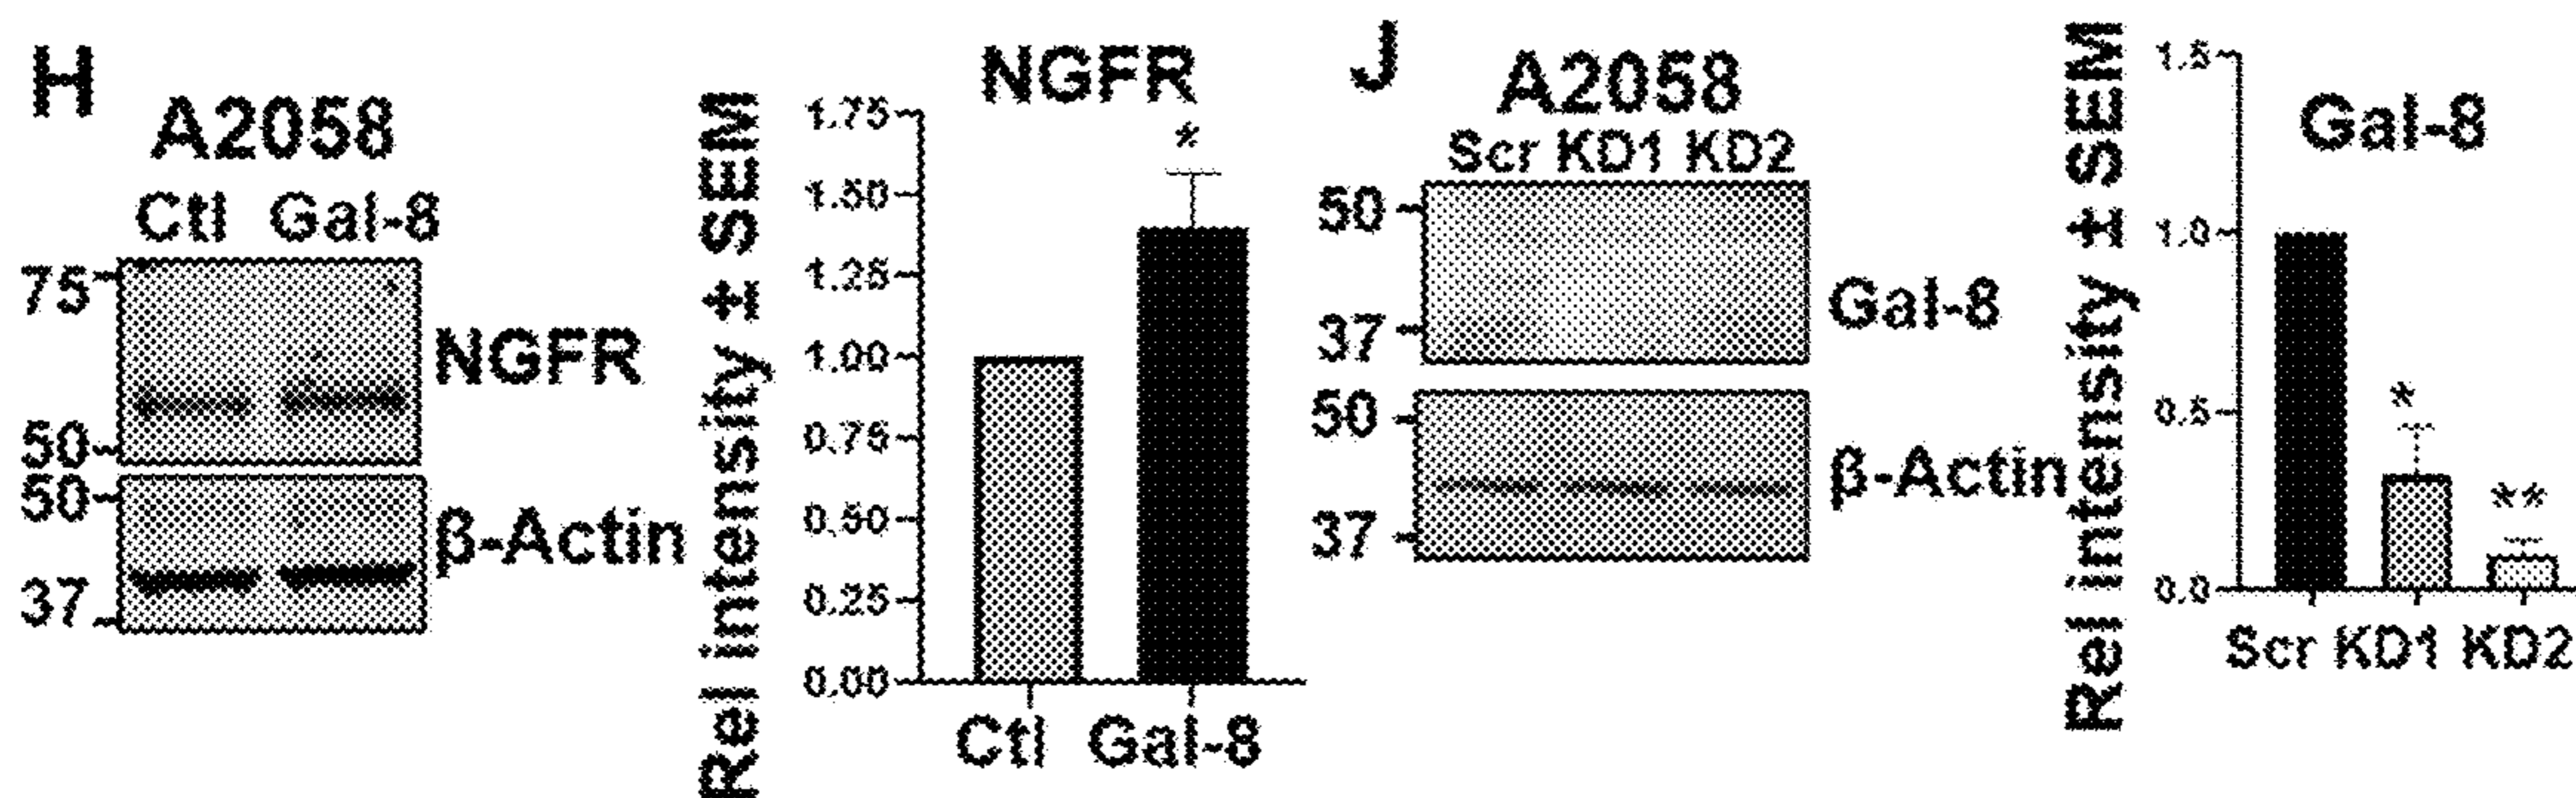 H
A2058
Ctl Gal-8
75
NGFR
50
50
β-Actin
37
NGFR
Rel intensity ± SEM
1.75
*
1.50
1.25
1.00
0.75
0.50
0.25
0.00
Ctl Gal-8
J
A2058
Scr KD1 KD2
50
Gal-8
37
50
β-Actin
37
Rel intensity ± SEM
1.5
Gal-8
1.0
0.5
*
**
0.0
Scr KD1 KD2